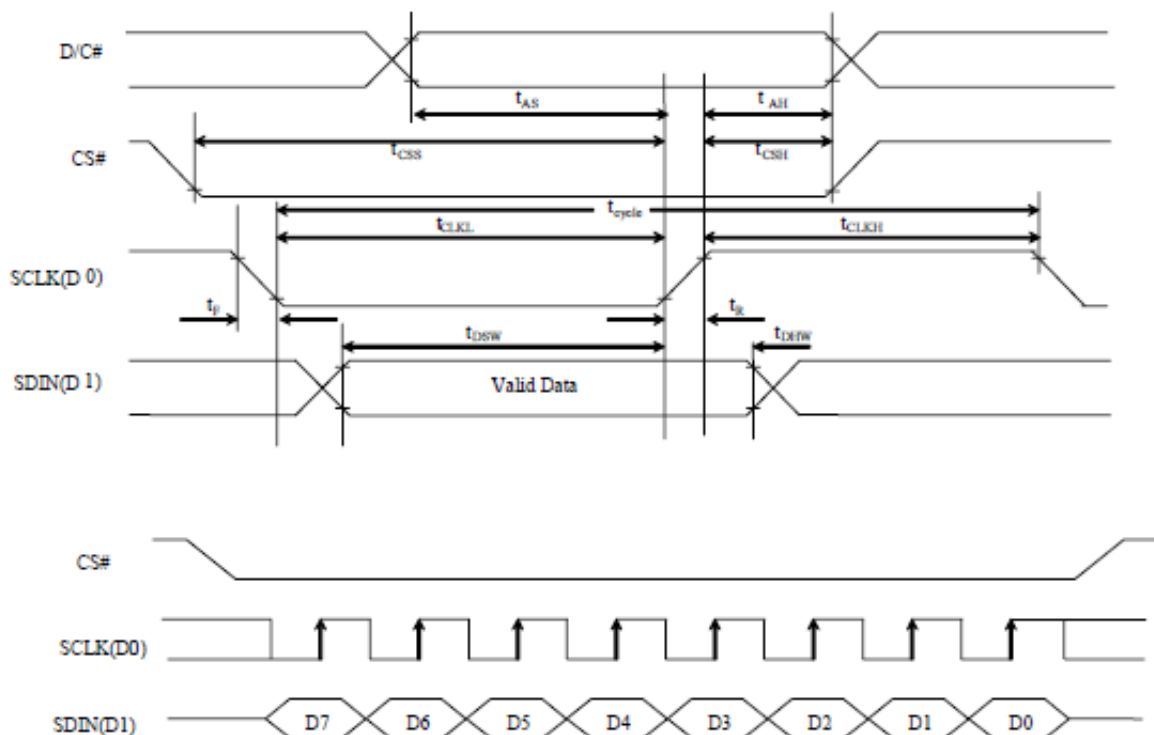 D/C#
tAS
t AH
CS#
tCSS
tCSH
tcycle
tCLKL
tCLKH
SCLK(D 0)
tF
tR
tDSW
tDHW
SDIN(D 1)
Valid Data
CS#
SCLK(D0)
SDIN(D1)
D7 D6 D5 D4 D3 D2 D1 D0